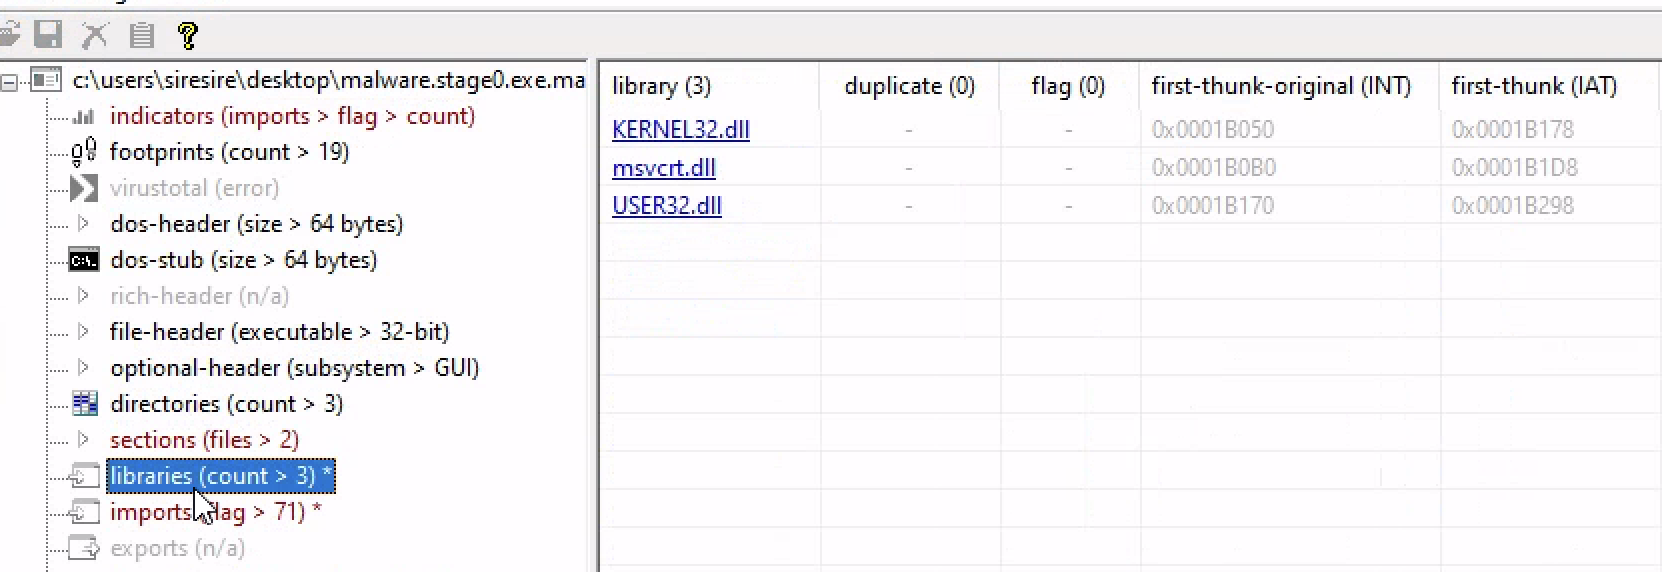 c:\users\siresire\desktop\malware.stage0.exe.ma
indicators (imports > flag > count)
footprints (count > 19)
virustotal (error)
dos-header (size > 64 bytes)
dos-stub (size > 64 bytes)
rich-header (n/a)
file-header (executable > 32-bit)
optional-header (subsystem > GUI)
directories (count > 3)
sections (files > 2)
libraries (count > 3) *
imports lag > 71) *
exports (n/a)
library (3) duplicate (0) flag (0) first-thunk-original (INT) first-thunk (IAT)
KERNEL32.dll - - 0x0001B050 0x0001B178
msvcrt.dll - - 0x0001B0B0 0x0001B1D8
USER32.dll - - 0x0001B170 0x0001B298